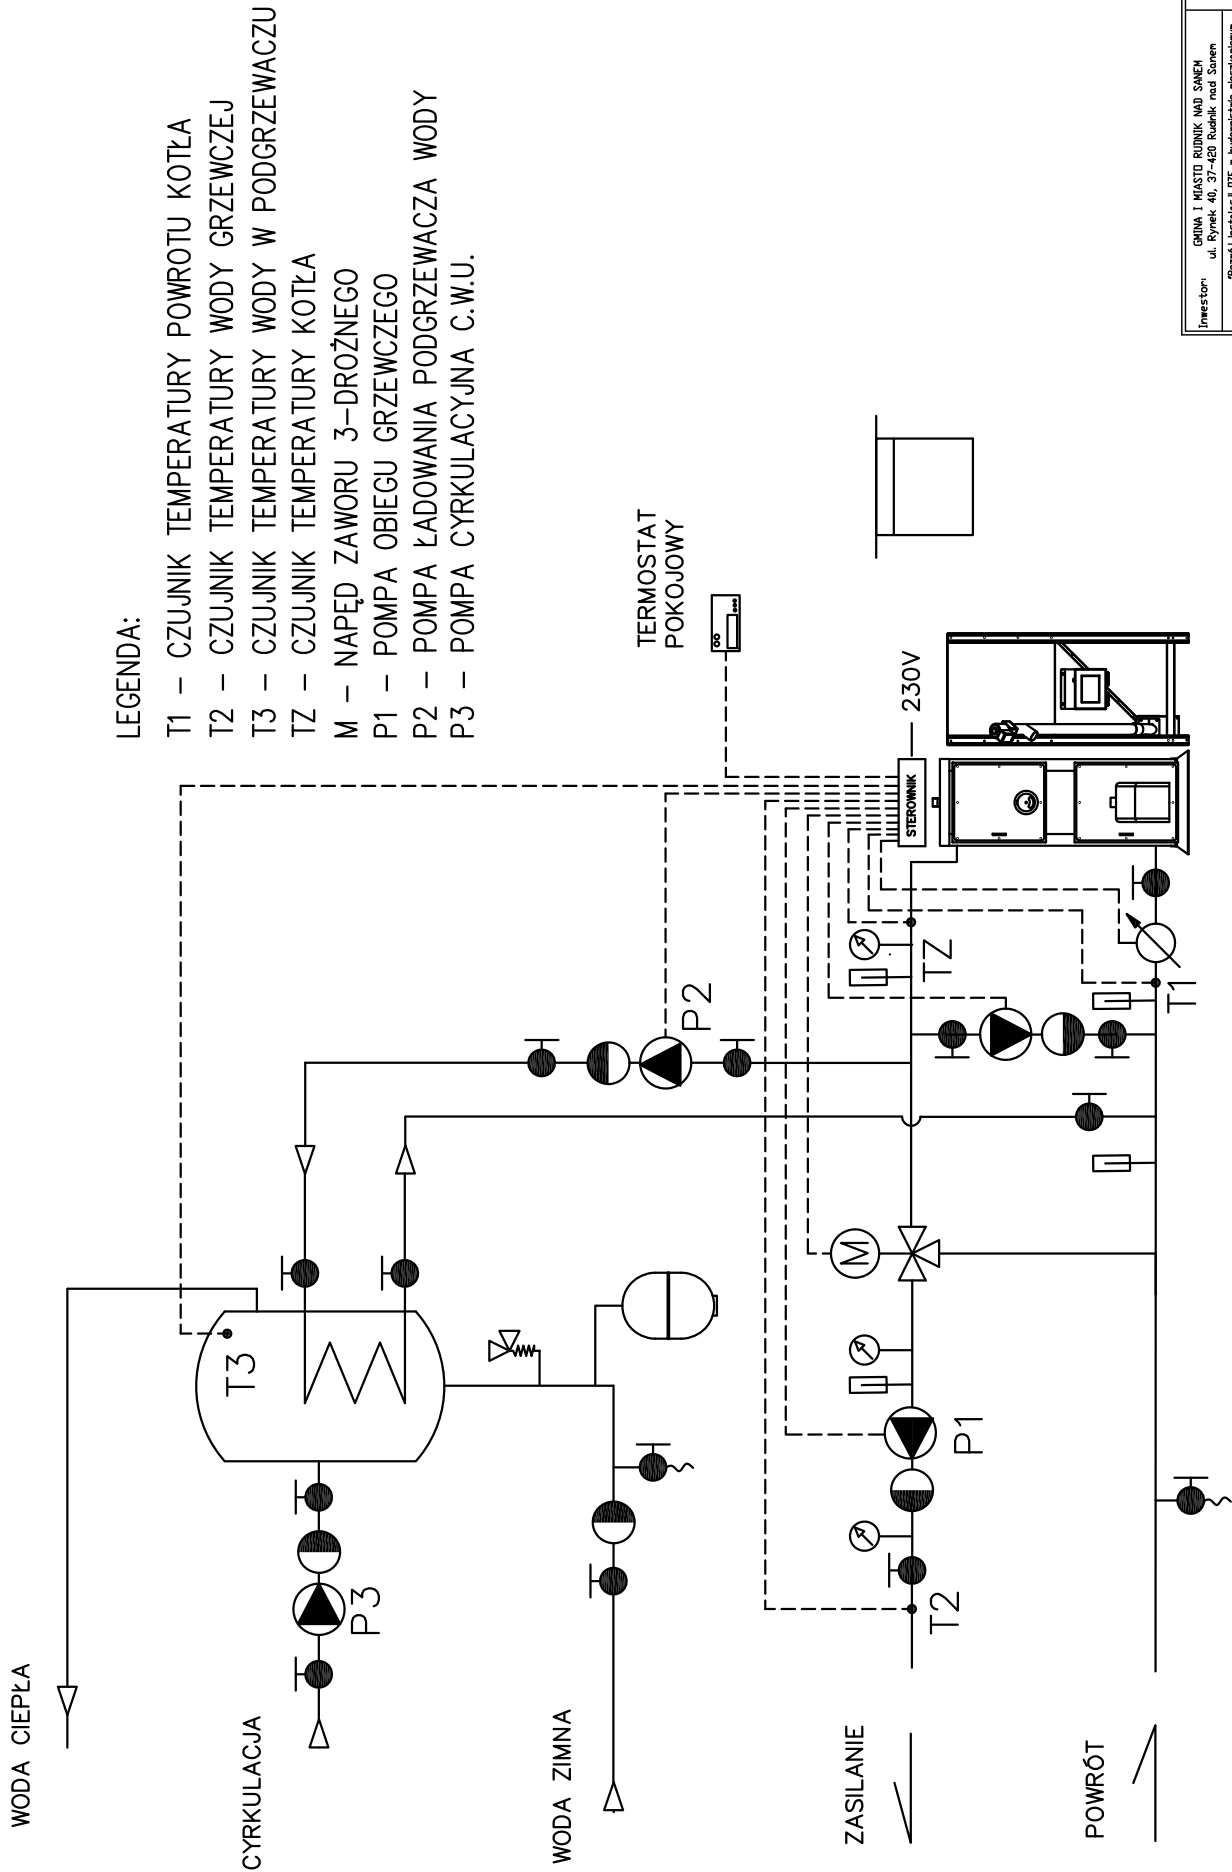 LEGENDA:
T1 – CZUJNIK TEMPERATURY POWROTU KOTŁA
T2 – CZUJNIK TEMPERATURY WODY GRZEWCZEJ
T3 – CZUJNIK TEMPERATURY WODY W PODGRZEWACZU
TZ – CZUJNIK TEMPERATURY KOTŁA
M – NAPĘD ZAWORU 3–DROŻNEGO
P1 – POMPA OBIEGU GRZEWCZEGO
P2 – POMPA ŁADOWANIA PODGRZEWACZA WODY
P3 – POMPA CYRKULACYJNA C.W.U.
TERMOSTAT
POKOJOWY
230V
STEROWNIK
WODA CIEPŁA
CYRKULACJA
WODA ZIMNA
ZASILANIE
POWRÓT
T3
P3
P2
M
TZ
T1
P1
T2
Inwestor:
GMINA I MIASTO RUDNIK NAD SANEM
ul. Rynek 40, 37-420 Rudnik nad Sanem